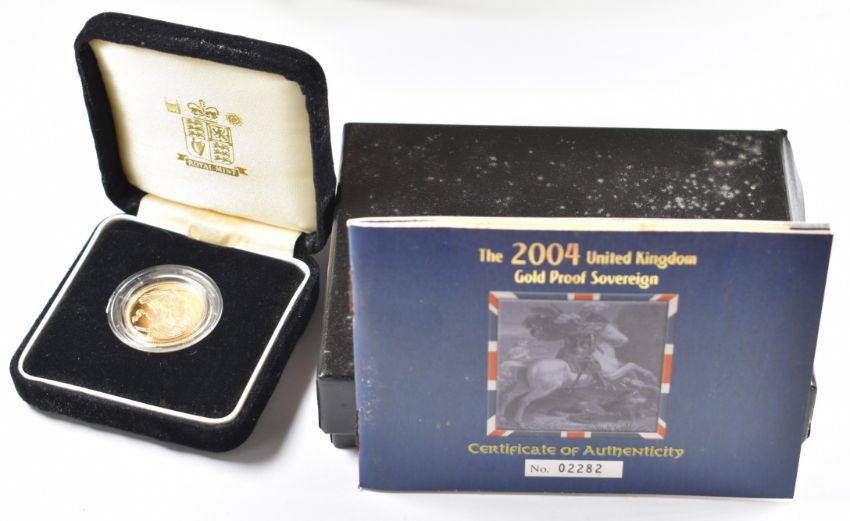 ROYAL MINT
The 2004 United Kingdom
Gold Proof Sovereign
Certificate of Authenticity
No. 02282